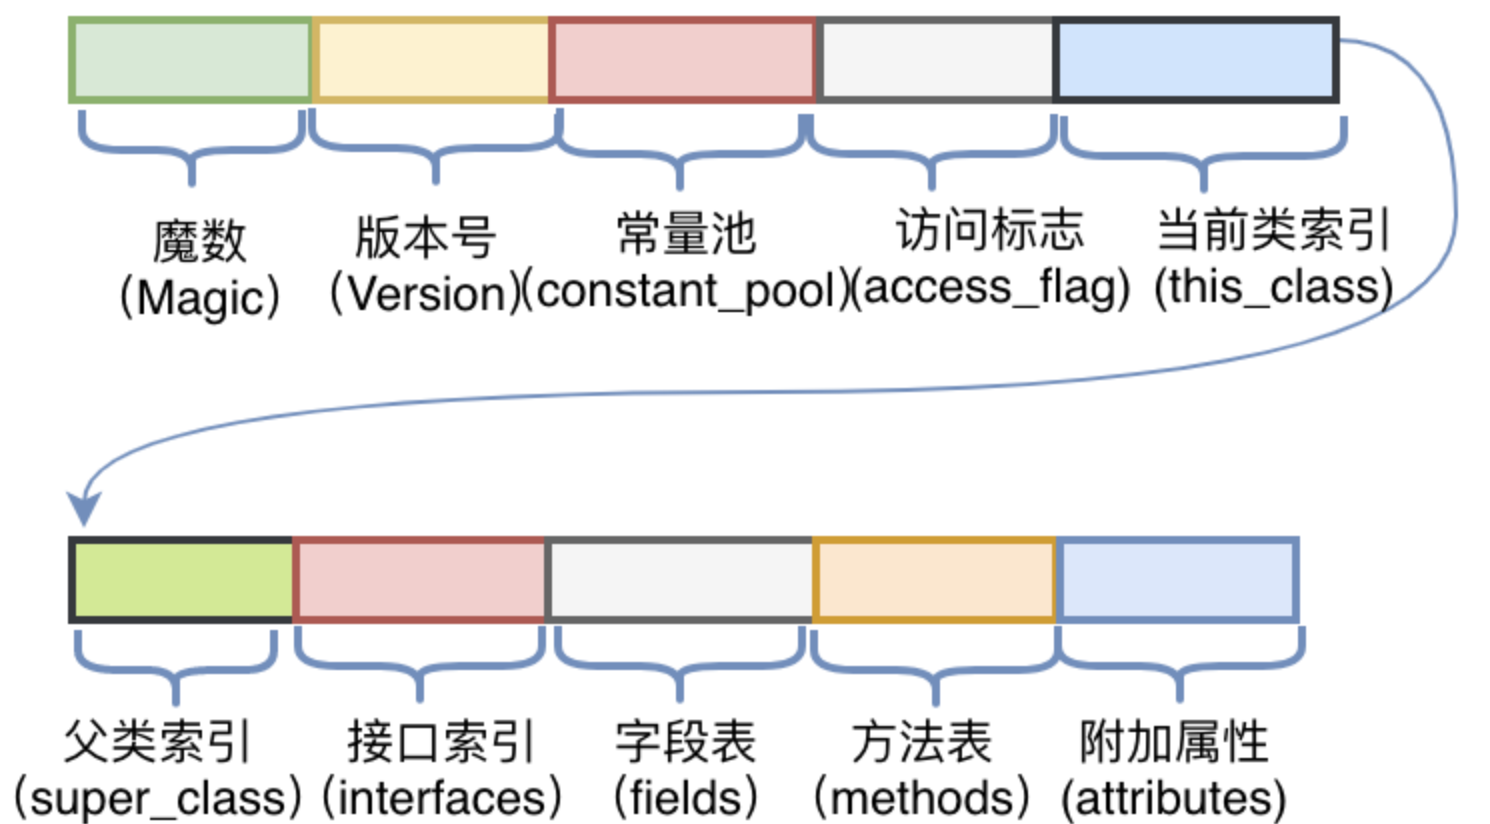 魔数 版本号 常量池 访问标志 当前类索引
(Magic) (Version) (constant_pool) (access_flag) (this_class)
父类索引 接口索引 字段表 方法表 附加属性
(super_class) (interfaces) (fields) (methods) (attributes)